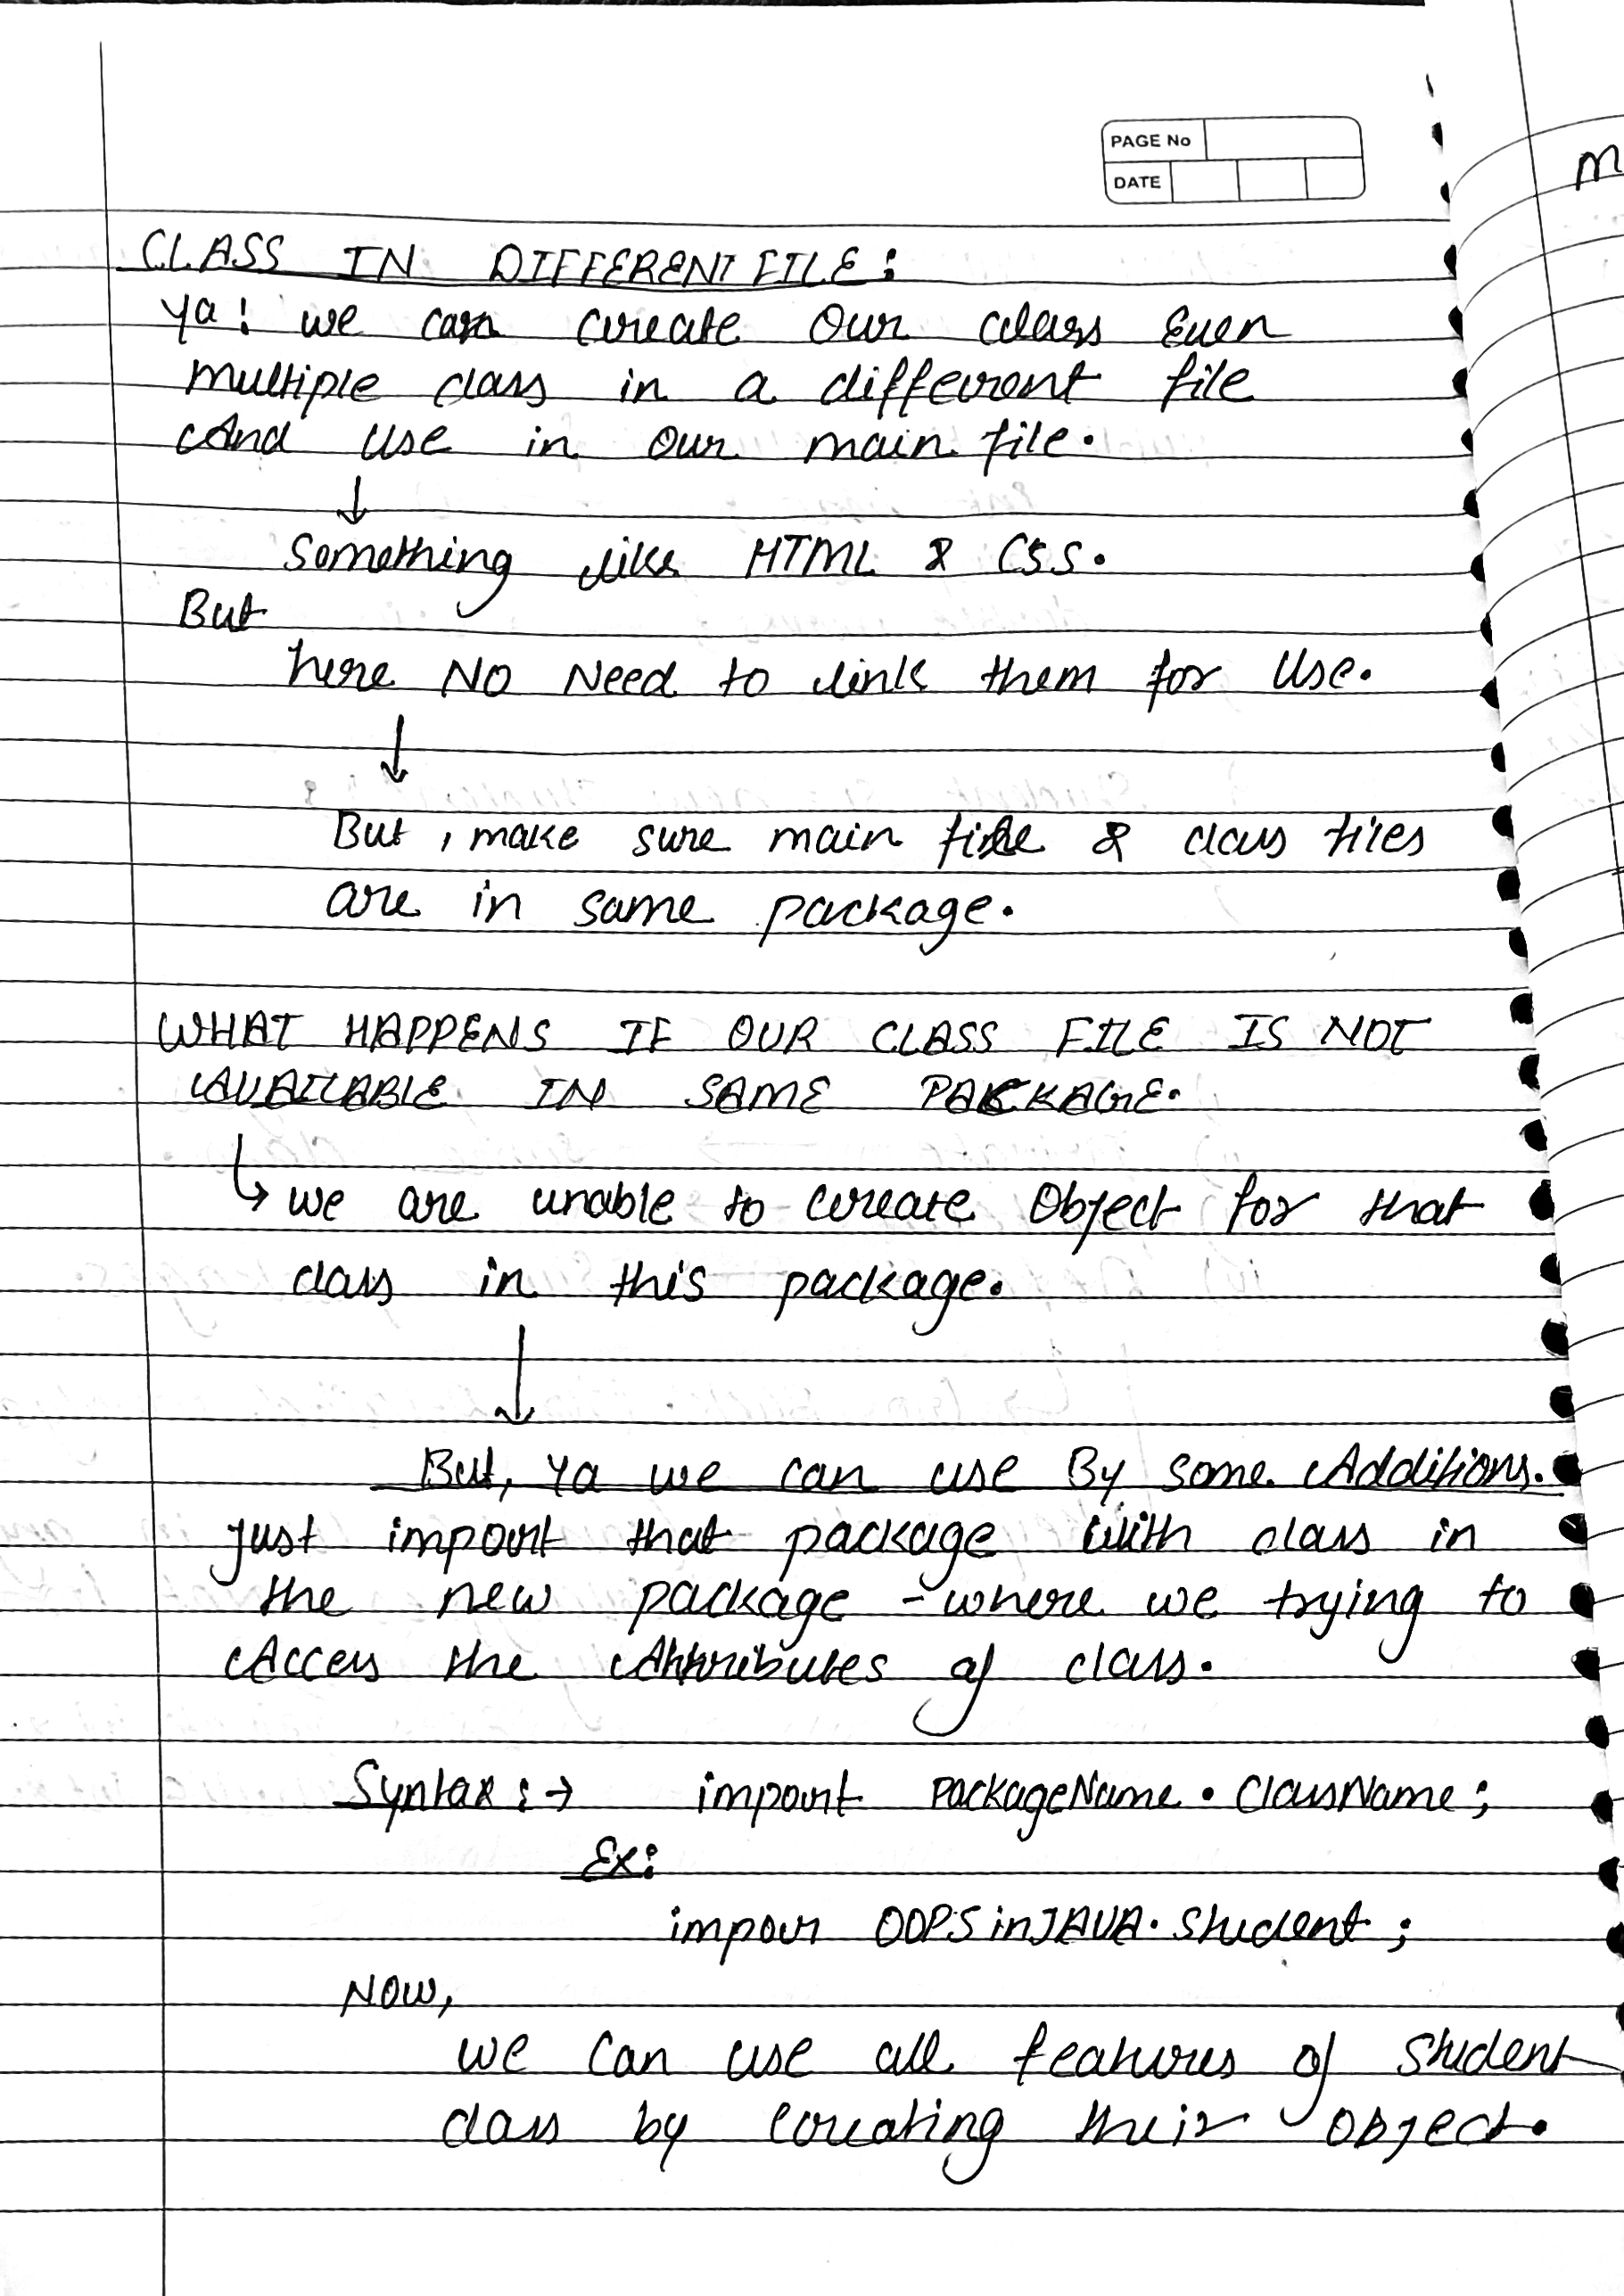 PAGE No
DATE
M
CLASS IN DIFFERENT FILE:
Ya! we can create our class even
multiple class in a different file
And use in our main file.
↓
Something like HTML & CSS.
But
here NO Need to link them for Use.
↓
But, make sure main file & class files
are in same package.
WHAT HAPPENS IF OUR CLASS FILE IS NOT
AVAILABLE IN SAME PACKAGE.
↳ we are unable to create Object for that
class in this package.
↓
But, Ya we can use By some Additions.
Just import that package with class in
the new package - where we trying to
Access the Attributes of class.
Syntax: → import PackageName.ClassName;
Ex:
impor OOPSinJAVA.Student;
Now,
we can use all features of Student
class by creating their object.